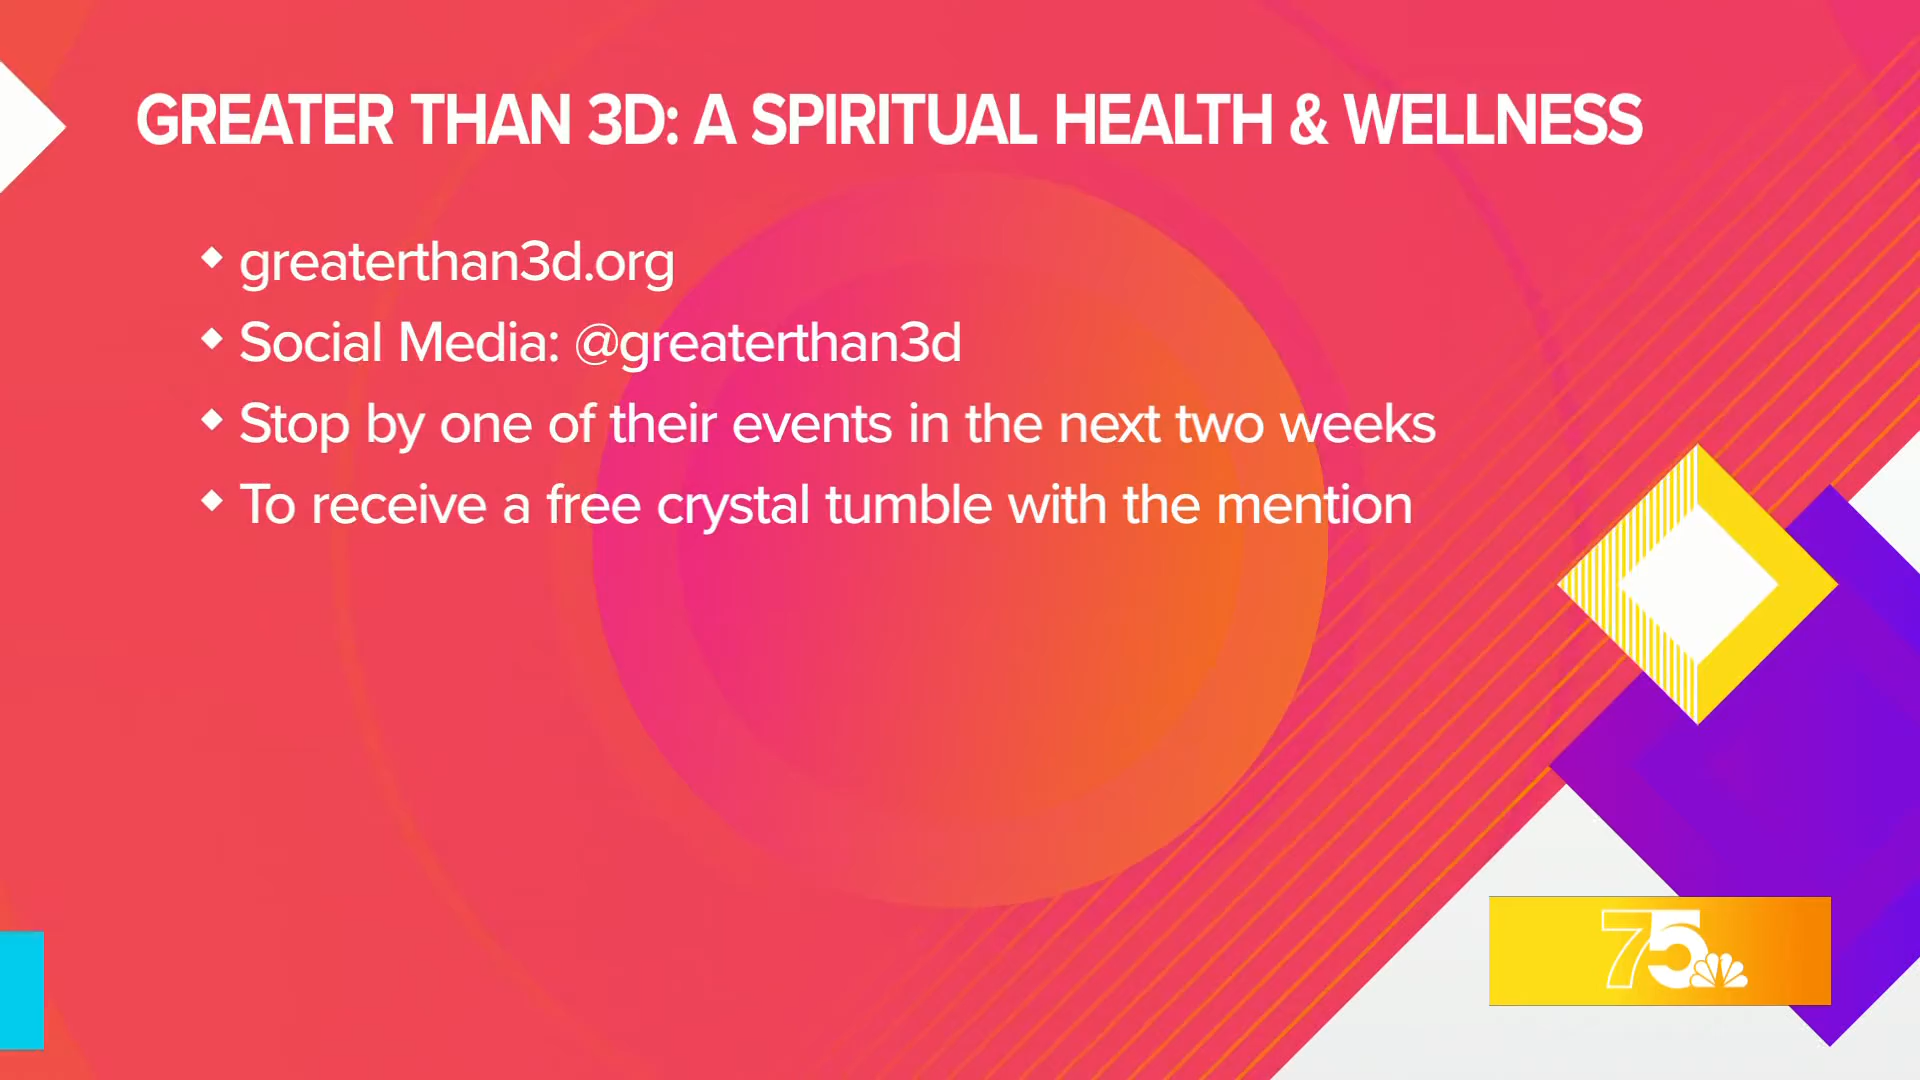 GREATER THAN 3D: A SPIRITUAL HEALTH & WELLNESS
greaterthan3d.org
Social Media: @greaterthan3d
Stop by one of their events in the next two weeks
To receive a free crystal tumble with the mention
75